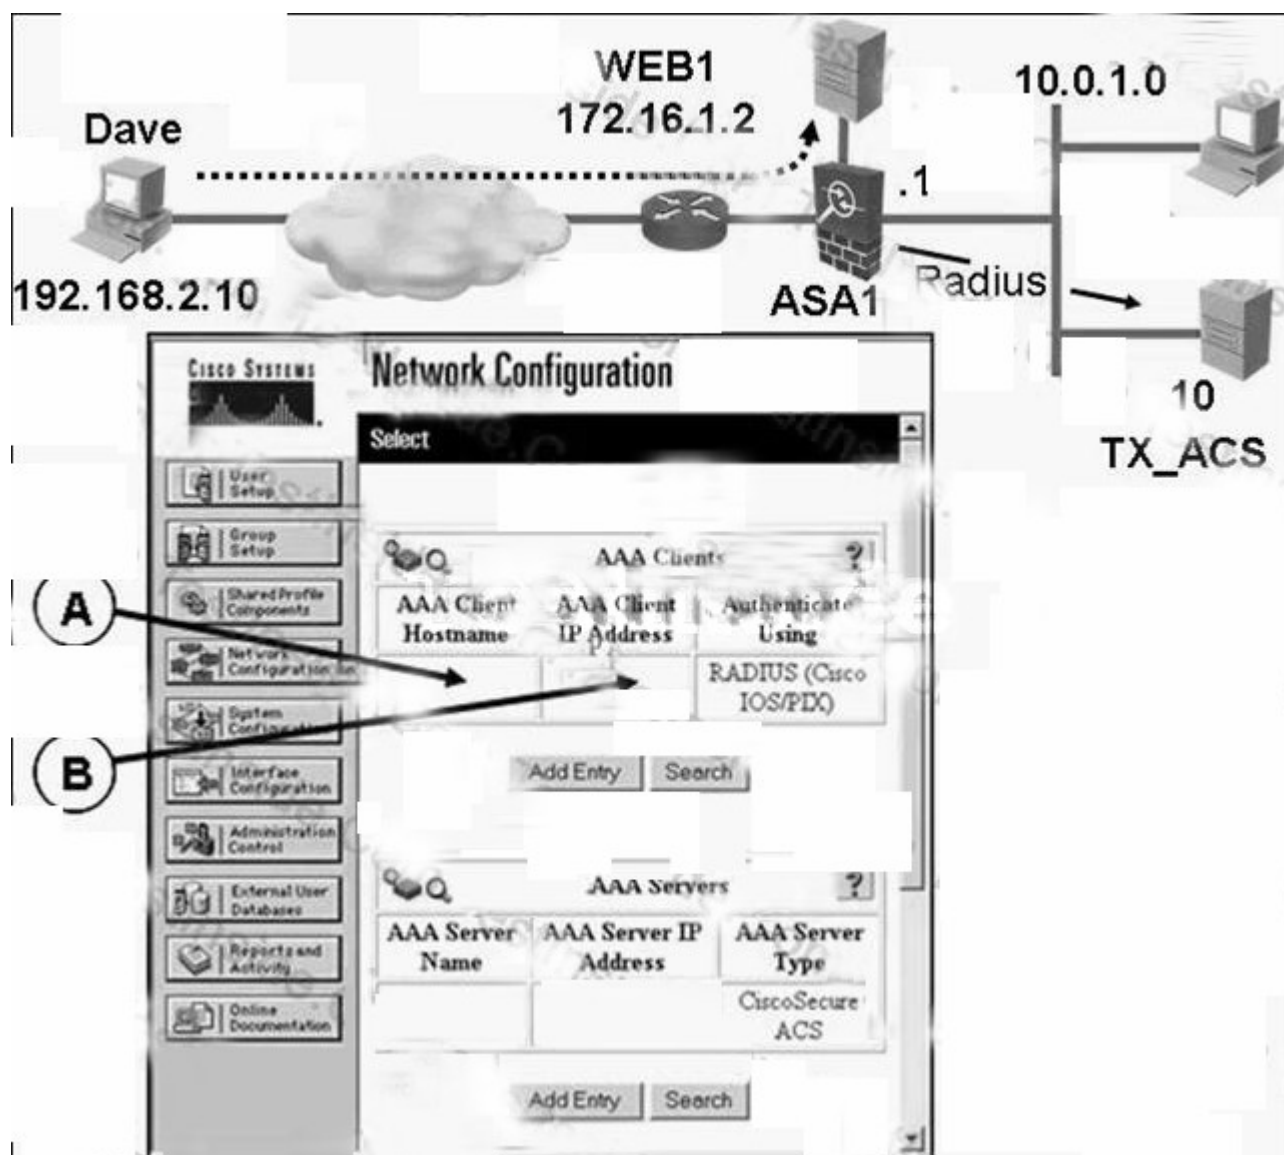 WEB1
172.16.1.2
10.0.1.0
Dave
.1
192.168.2.10
ASA1
Radius
10
TX_ACS
CISCO SYSTEMS
Network Configuration
Select
User
Setup
Group
Setup
Shared Profile
Components
Network
Configuration
System
Configuration
Interface
Configuration
Administration
Control
External User
Databases
Reports and
Activity
Online
Documentation
A
B
AAA Clients
?
AAA Client
Hostname
AAA Client
IP Address
Authenticate
Using
RADIUS (Cisco
IOS/PIX)
Add Entry
Search
AAA Servers
?
AAA Server
Name
AAA Server IP
Address
AAA Server
Type
CiscoSecure
ACS
Add Entry
Search